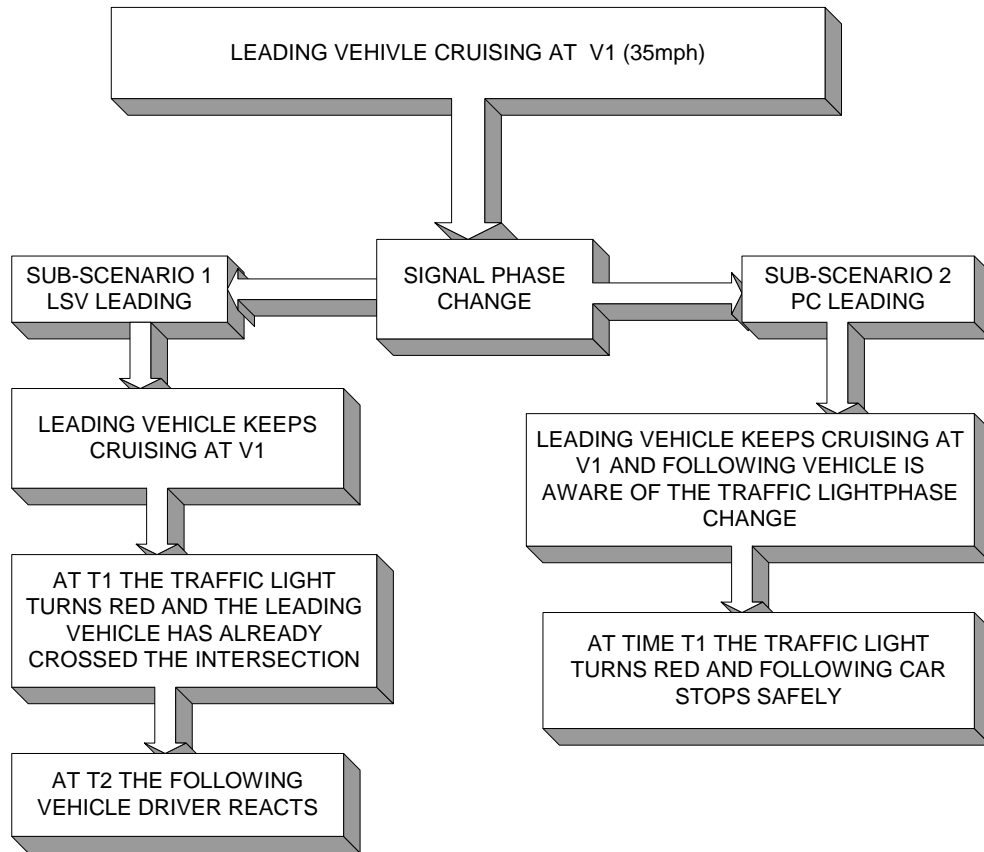 LEADING VEHIVLE CRUISING AT V1 (35mph)
SIGNAL PHASE
CHANGE
SUB-SCENARIO 1
LSV LEADING
SUB-SCENARIO 2
PC LEADING
LEADING VEHICLE KEEPS
CRUISING AT V1
LEADING VEHICLE KEEPS CRUISING AT
V1 AND FOLLOWING VEHICLE IS
AWARE OF THE TRAFFIC LIGHTPHASE
CHANGE
AT T1 THE TRAFFIC LIGHT
TURNS RED AND THE LEADING
VEHICLE HAS ALREADY
CROSSED THE INTERSECTION
AT TIME T1 THE TRAFFIC LIGHT
TURNS RED AND FOLLOWING CAR
STOPS SAFELY
AT T2 THE FOLLOWING
VEHICLE DRIVER REACTS